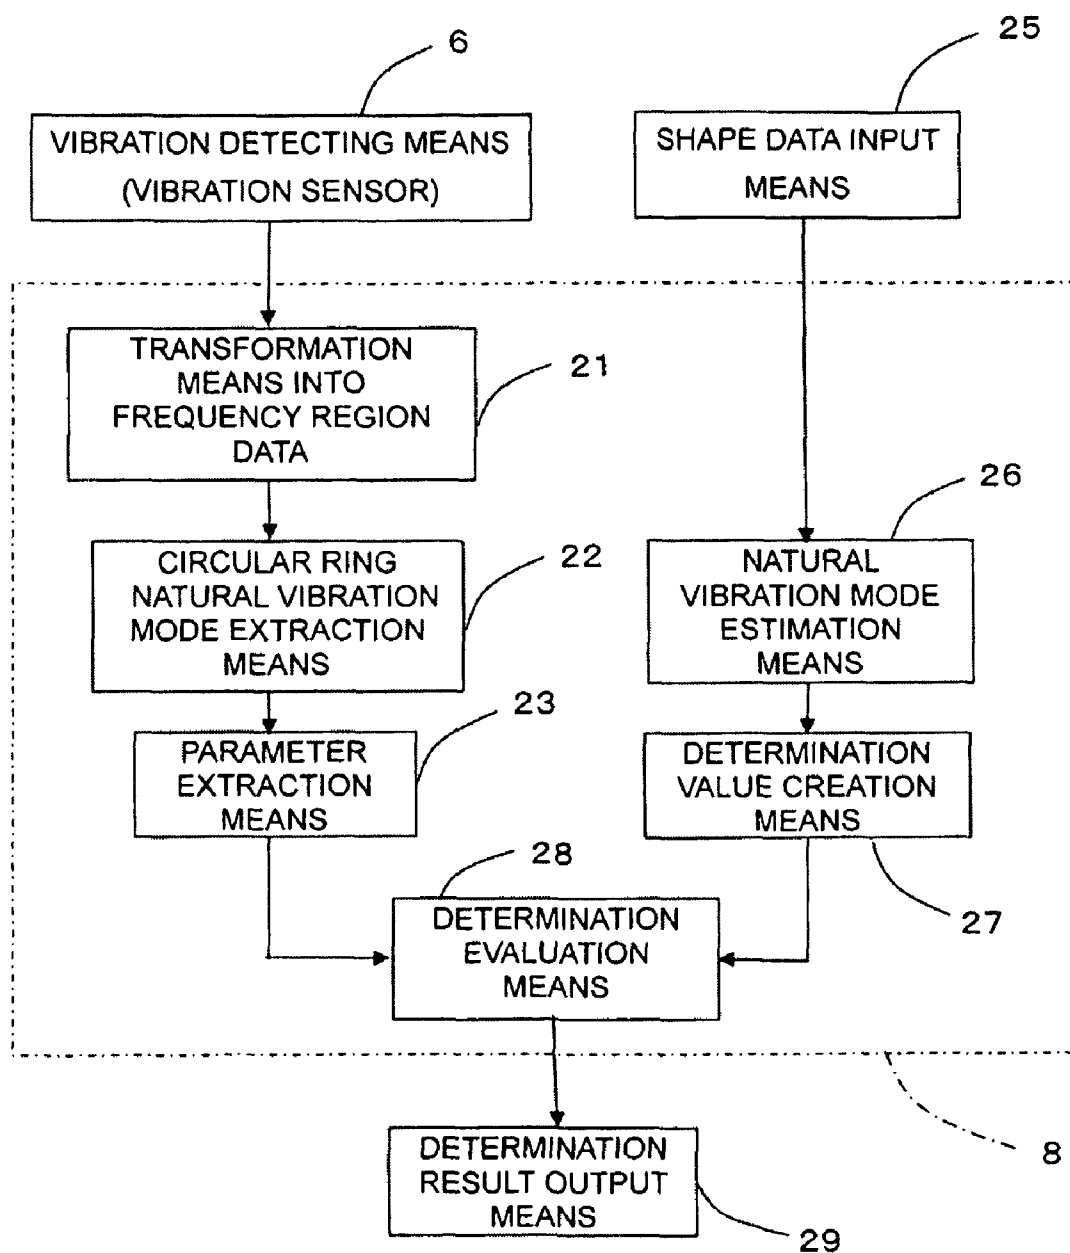 6
25
VIBRATION DETECTING MEANS
(VIBRATION SENSOR)
SHAPE DATA INPUT
MEANS
TRANSFORMATION
MEANS INTO
FREQUENCY REGION
DATA
21
26
CIRCULAR RING
NATURAL VIBRATION
MODE EXTRACTION
MEANS
22
NATURAL
VIBRATION MODE
ESTIMATION
MEANS
23
PARAMETER
EXTRACTION
MEANS
DETERMINATION
VALUE CREATION
MEANS
28
27
DETERMINATION
EVALUATION
MEANS
8
DETERMINATION
RESULT OUTPUT
MEANS
29